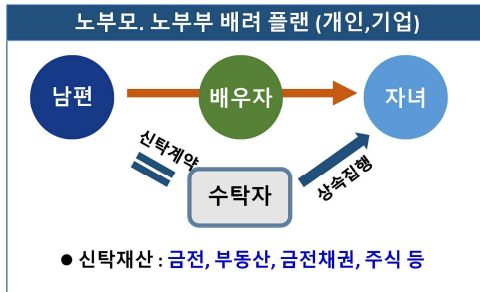 노부모. 노부부 배려 플랜 (개인,기업)
남편
배우자
자녀
신탁계약
수탁자
상속집행
● 신탁재산 : 금전, 부동산, 금전채권, 주식 등